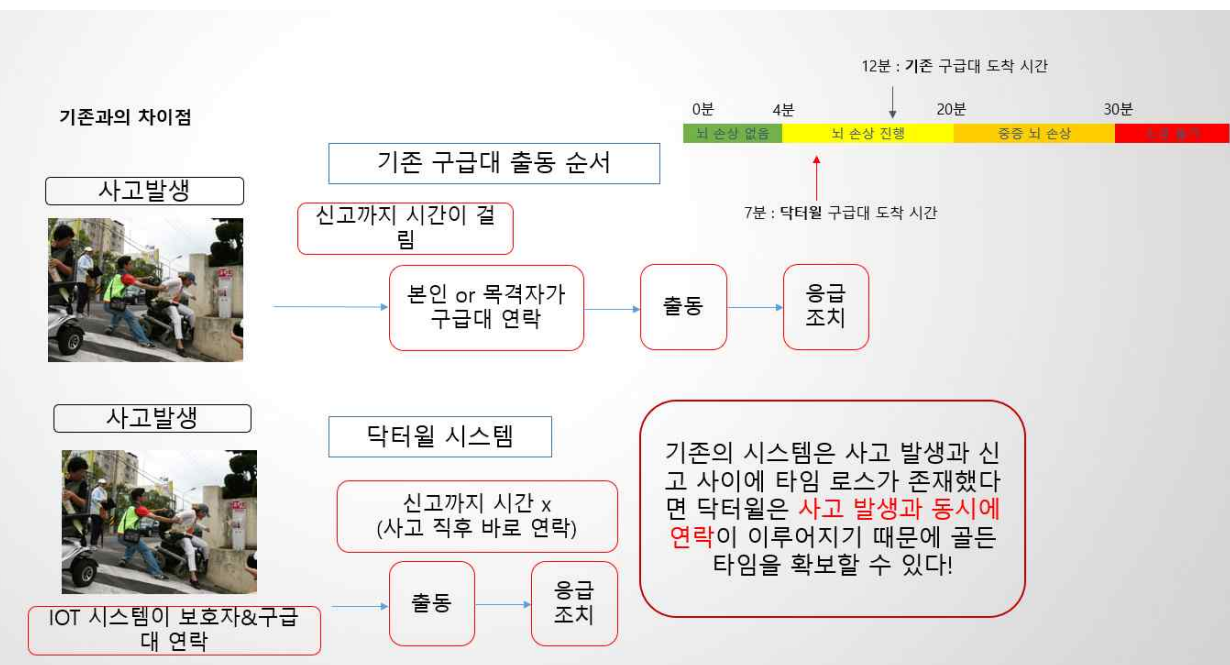 12분 : 기존 구급대 도착 시간
기존과의 차이점
0분
4분
20분
30분
뇌 손상 없음
뇌 손상 진행
중증 뇌 손상
7분 : 닥터윌 구급대 도착 시간
기존 구급대 출동 순서
사고발생
신고까지 시간이 걸
림
본인 or 목격자가
구급대 연락
출동
응급
조치
사고발생
닥터윌 시스템
신고까지 시간 x
(사고 직후 바로 연락)
IOT 시스템이 보호자&구급
대 연락
출동
응급
조치
기존의 시스템은 사고 발생과 신
고 사이에 타임 로스가 존재했다
면 닥터윌은 사고 발생과 동시에
연락이 이루어지기 때문에 골든
타임을 확보할 수 있다!